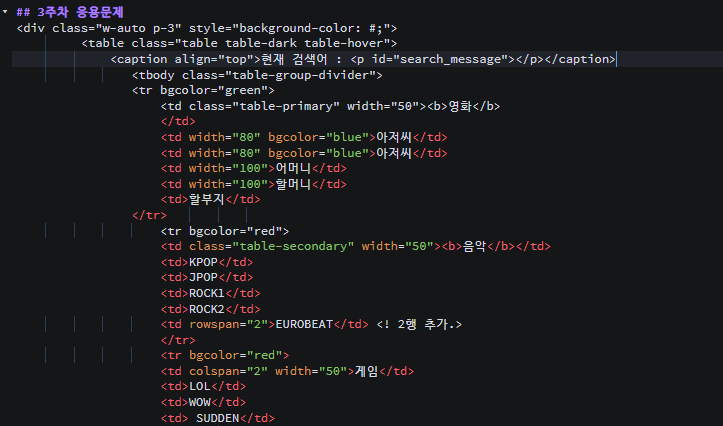 ## 3주차 응용문제
<div class="w-auto p-3" style="background-color: #;">
<table class="table table-dark table-hover">
<caption align="top">현재 검색어 : <p id="search_message"></p></caption>
<tbody class="table-group-divider">
<tr bgcolor="green">
<td class="table-primary" width="50"><b>영화</b>
</td>
<td width="80" bgcolor="blue">아저씨</td>
<td width="80" bgcolor="blue">아저씨</td>
<td width="100">어머니</td>
<td width="100">할머니</td>
<td>할부지</td>
</tr>
<tr bgcolor="red">
<td class="table-secondary" width="50"><b>음악</b></td>
<td>KPOP</td>
<td>JPOP</td>
<td>ROCK1</td>
<td>ROCK2</td>
<td rowspan="2">EUROBEAT</td> <! 2행 추가.>
</tr>
<tr bgcolor="red">
<td colspan="2" width="50">게임</td>
<td>LOL</td>
<td>WOW</td>
<td> SUDDEN</td>